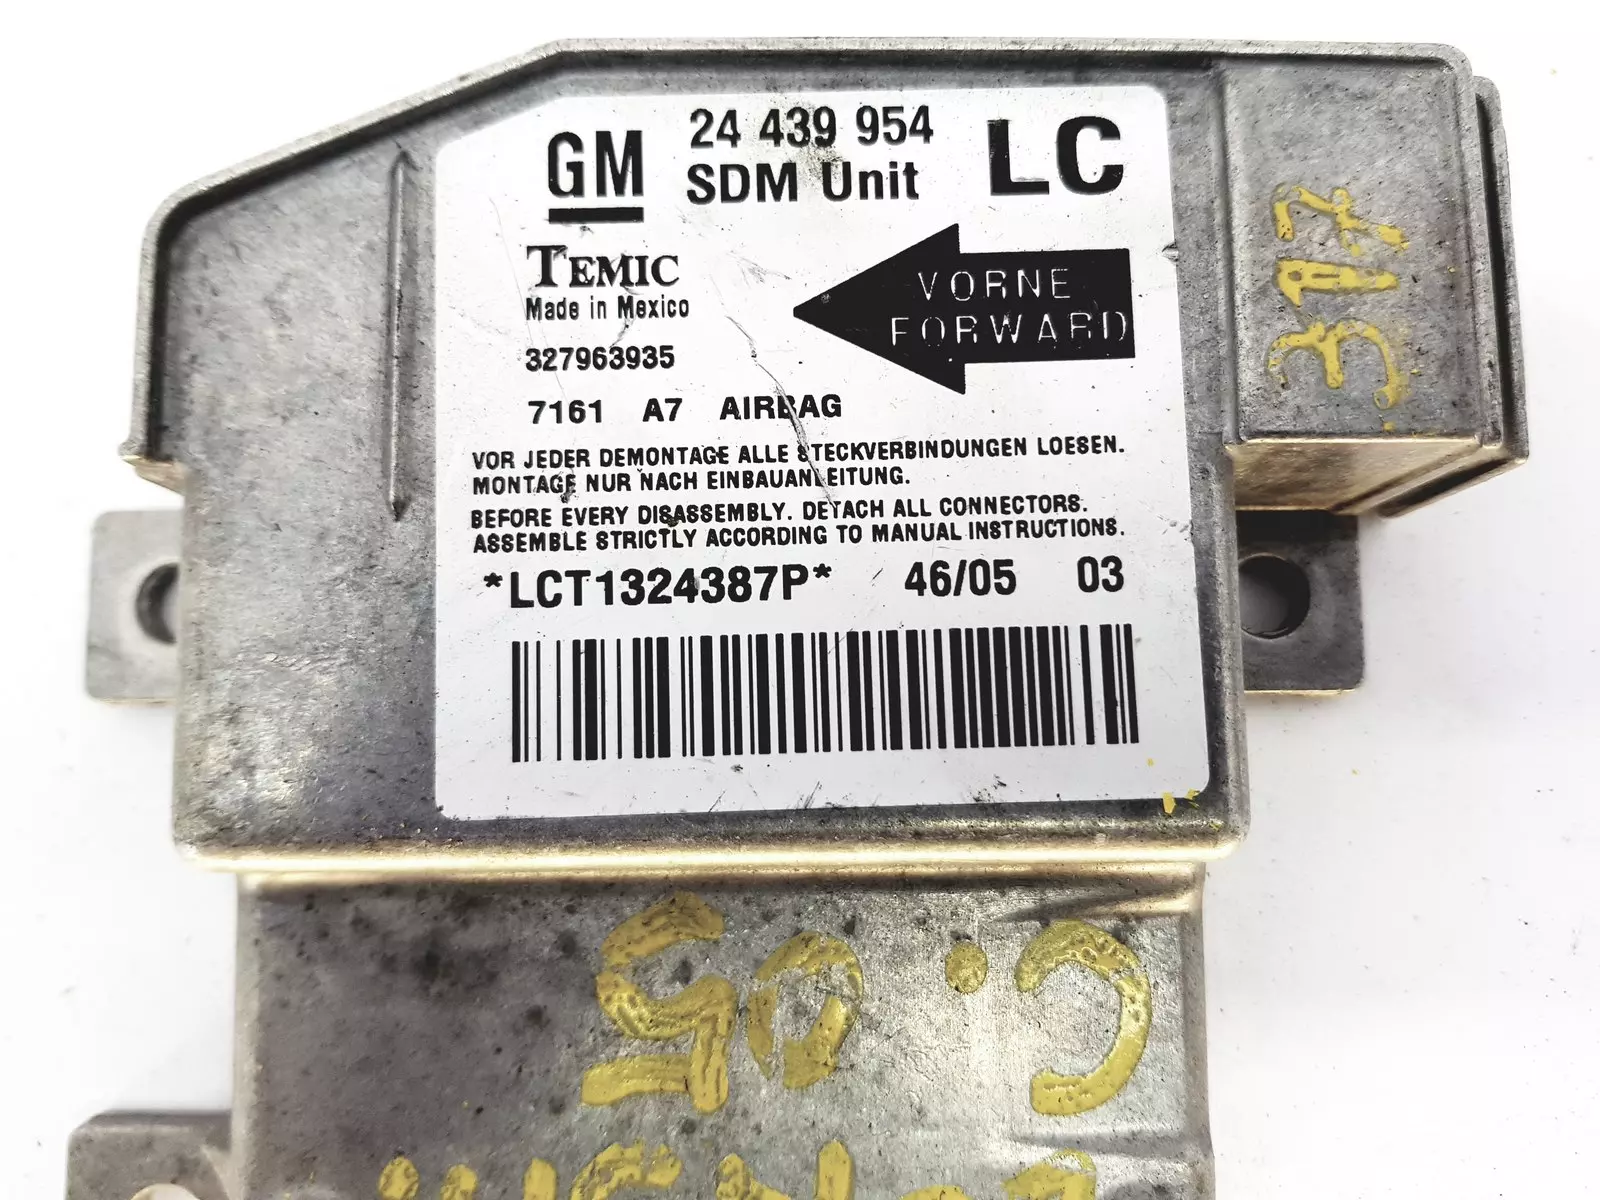 GM
24 439 954
SDM Unit
LC
TEMIC
Made in Mexico
VORNE
FORWARD
327963935
7161 A7 AIRBAG
VOR JEDER DEMONTAGE ALLE STECKVERBINDUNGEN LOESEN.
MONTAGE NUR NACH EINBAUANLEITUNG.
BEFORE EVERY DISASSEMBLY. DETACH ALL CONNECTORS.
ASSEMBLE STRICTLY ACCORDING TO MANUAL INSTRUCTIONS.
*LCT1324387P* 46/05 03
317
C.05